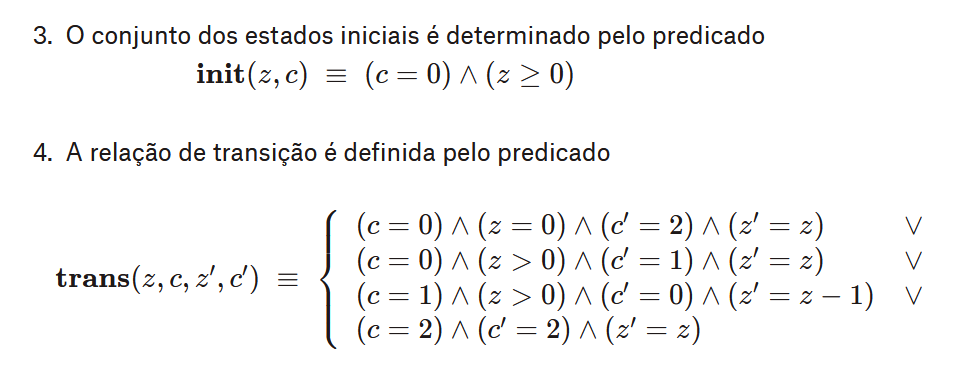 3. O conjunto dos estados iniciais é determinado pelo predicado
init(z, c) ≡ (c = 0) ∧ (z ≥ 0)
4. A relação de transição é definida pelo predicado
(c = 0) ∧ (z = 0) ∧ (c′ = 2) ∧ (z′ = z) ∨
(c = 0) ∧ (z > 0) ∧ (c′ = 1) ∧ (z′ = z) ∨
trans(z, c, z′, c′) ≡ {
(c = 1) ∧ (z > 0) ∧ (c′ = 0) ∧ (z′ = z − 1) ∨
(c = 2) ∧ (c′ = 2) ∧ (z′ = z)